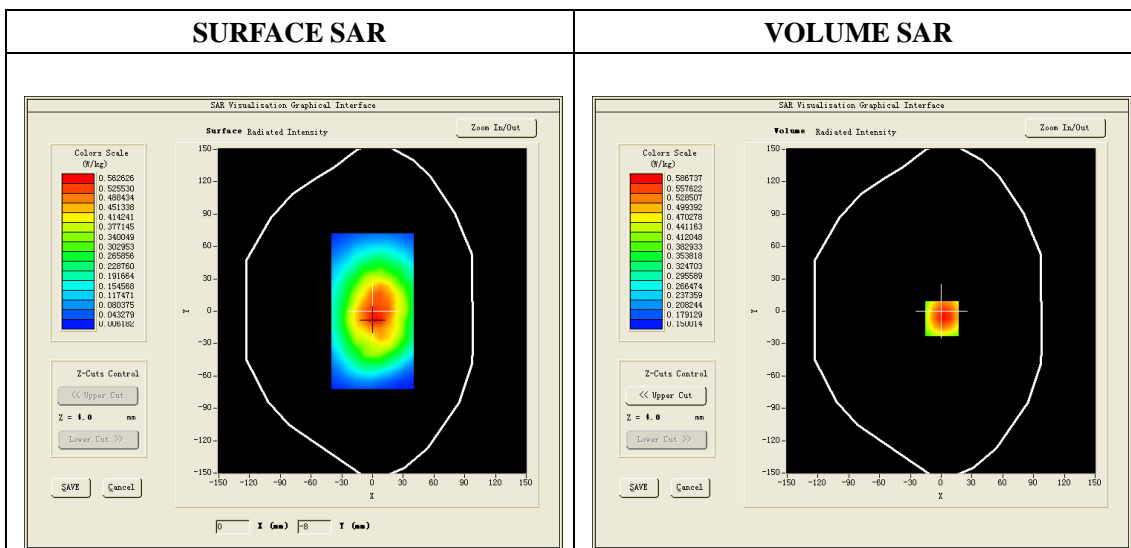 SURFACE SAR
VOLUME SAR
SAR Visualisation Graphical Interface
Surface Radiated Intensity
Zoom In/Out
Colors Scale
(W/kg)
0.562626
0.525530
0.488434
0.451338
0.414241
0.377145
0.340049
0.302953
0.265856
0.228760
0.191664
0.154568
0.117471
0.080375
0.043279
0.006182
150
120
90
60
30
0
-30
-60
-90
-120
-150
Y
-150 -120 -90 -60 -30 0 30 60 90 120 150
X
Z-Cuts Control
<< Upper Cut
Z = 4.0 mm
Lower Cut >>
SAVE Cancel
0 X (mm) -8 Y (mm)
SAR Visualisation Graphical Interface
Volume Radiated Intensity
Zoom In/Out
Colors Scale
(W/kg)
0.586737
0.557622
0.528507
0.499392
0.470278
0.441163
0.412048
0.382933
0.353818
0.324703
0.295589
0.266474
0.237359
0.208244
0.179129
0.150014
150
120
90
60
30
0
-30
-60
-90
-120
-150
Y
-150 -120 -90 -60 -30 0 30 60 90 120 150
X
Z-Cuts Control
<< Upper Cut
Z = 4.0 mm
Lower Cut >>
SAVE Cancel